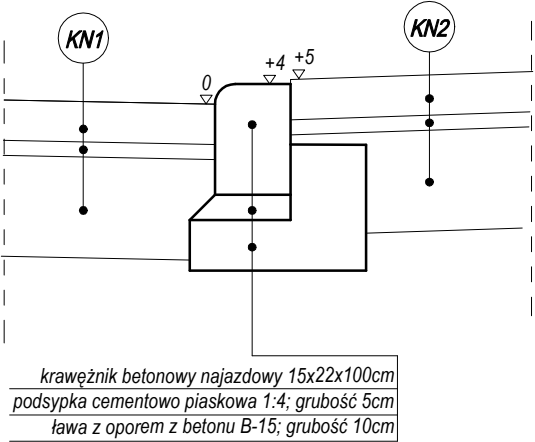 KN1
KN2
0
+4
+5
krawężnik betonowy najazdowy 15x22x100cm
podsypka cementowo piaskowa 1:4; grubość 5cm
ława z oporem z betonu B-15; grubość 10cm